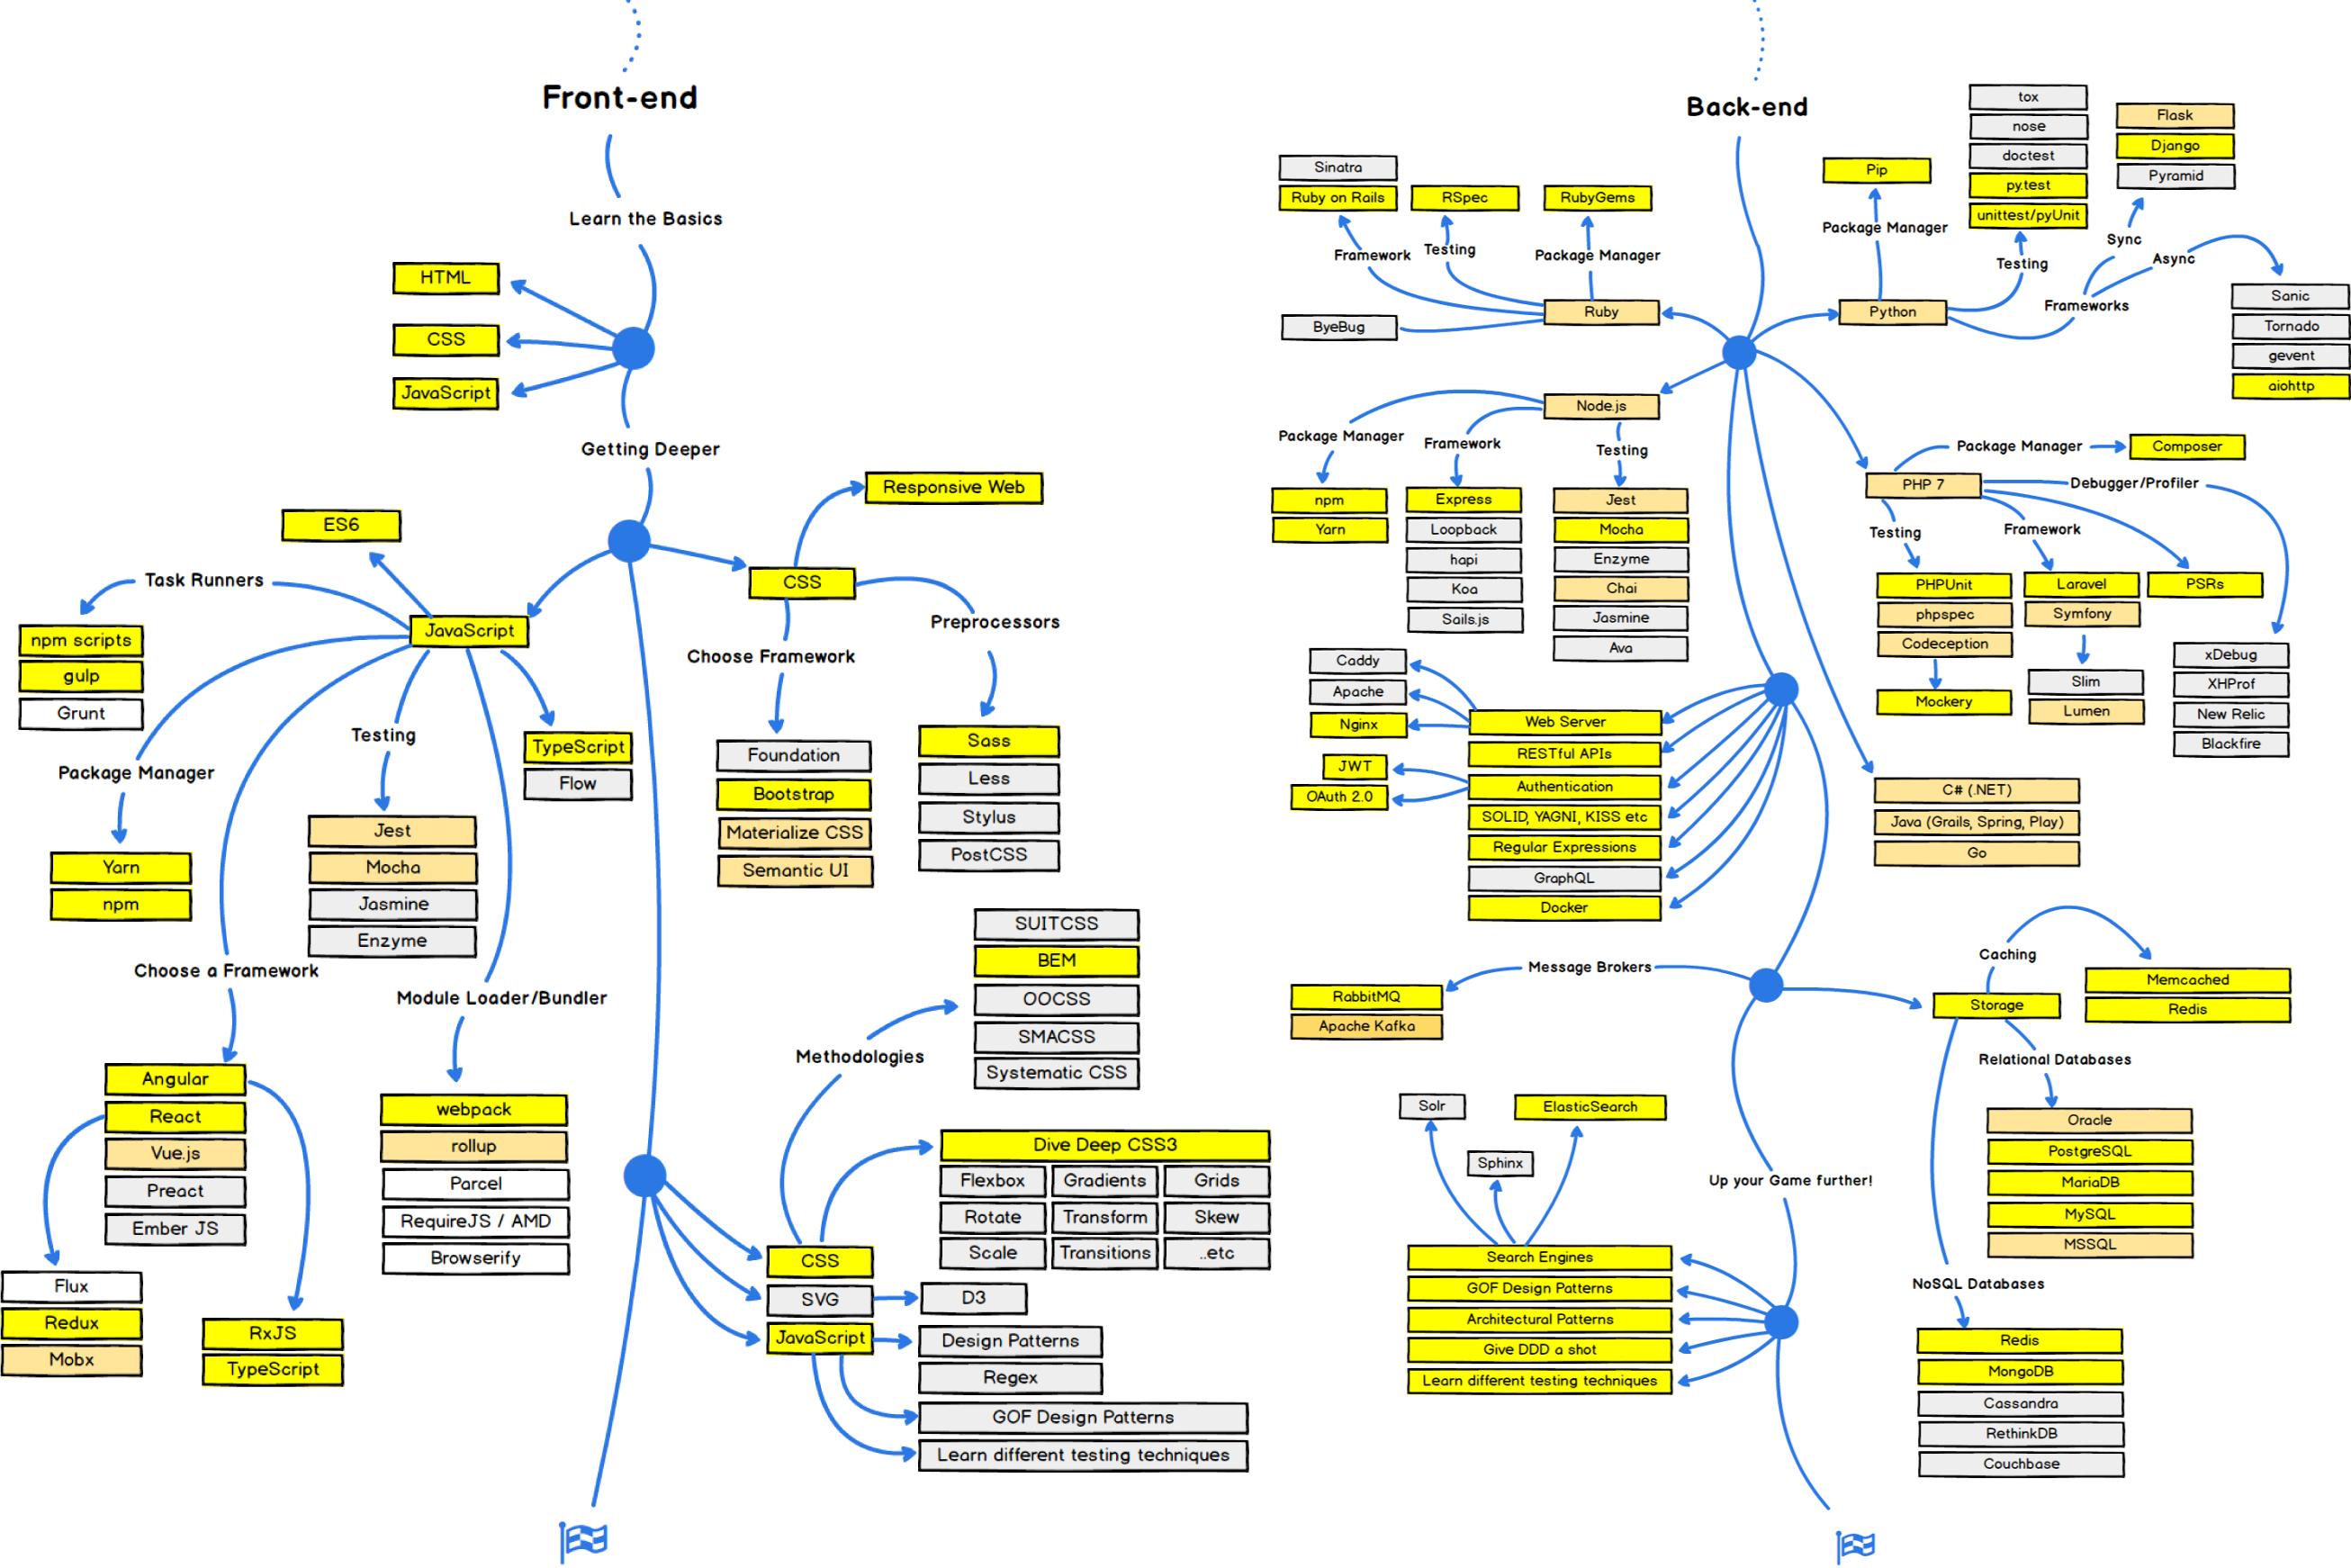 Front-end
Learn the Basics
HTML
CSS
JavaScript
Getting Deeper
Responsive Web
ES6
Task Runners
CSS
JavaScript
Preprocessors
npm scripts
gulp
Grunt
Choose Framework
Testing
TypeScript
Flow
Sass
Less
Stylus
PostCSS
Foundation
Bootstrap
Materialize CSS
Semantic UI
Package Manager
Yarn
npm
Jest
Mocha
Jasmine
Enzyme
Choose a Framework
Module Loader/Bundler
SUITCSS
BEM
OOCSS
SMACSS
Systematic CSS
Methodologies
Angular
React
Vue.js
Preact
Ember JS
webpack
rollup
Parcel
RequireJS / AMD
Browserify
Dive Deep CSS3
Flexbox
Gradients
Grids
Rotate
Transform
Skew
Scale
Transitions
..etc
Flux
Redux
Mobx
RxJS
TypeScript
CSS
SVG
JavaScript
D3
Design Patterns
Regex
GOF Design Patterns
Learn different testing techniques
Back-end
Sinatra
Ruby on Rails
RSpec
RubyGems
Framework
Testing
Package Manager
Ruby
ByeBug
Pip
Package Manager
Python
tox
nose
doctest
py.test
unittest/pyUnit
Testing
Flask
Django
Pyramid
Sync
Async
Frameworks
Sanic
Tornado
gevent
aiohttp
Node.js
Package Manager
Framework
Testing
npm
Yarn
Express
Loopback
hapi
Koa
Sails.js
Jest
Mocha
Enzyme
Chai
Jasmine
Ava
Package Manager
Composer
PHP 7
Debugger/Profiler
Testing
Framework
PHPUnit
phpspec
Codeception
Mockery
Laravel
Symfony
Slim
Lumen
PSRs
xDebug
XHProf
New Relic
Blackfire
Caddy
Apache
Nginx
JWT
OAuth 2.0
Web Server
RESTful APIs
Authentication
SOLID, YAGNI, KISS etc
Regular Expressions
GraphQL
Docker
C# (.NET)
Java (Grails, Spring, Play)
Go
Message Brokers
RabbitMQ
Apache Kafka
Caching
Storage
Memcached
Redis
Relational Databases
Oracle
PostgreSQL
MariaDB
MySQL
MSSQL
Solr
ElasticSearch
Sphinx
Up your Game further!
Search Engines
GOF Design Patterns
Architectural Patterns
Give DDD a shot
Learn different testing techniques
NoSQL Databases
Redis
MongoDB
Cassandra
RethinkDB
Couchbase